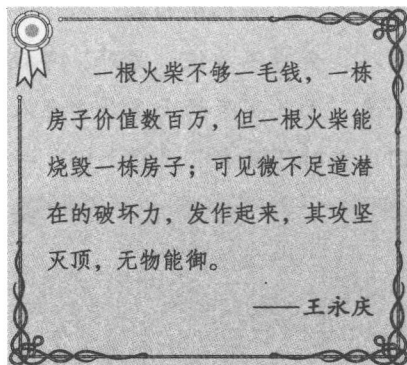 一根火柴不够一毛钱，一栋
房子价值数百万，但一根火柴能
烧毁一栋房子；可见微不足道潜
在的破坏力，发作起来，其攻坚
灭顶，无物能御。
——王永庆